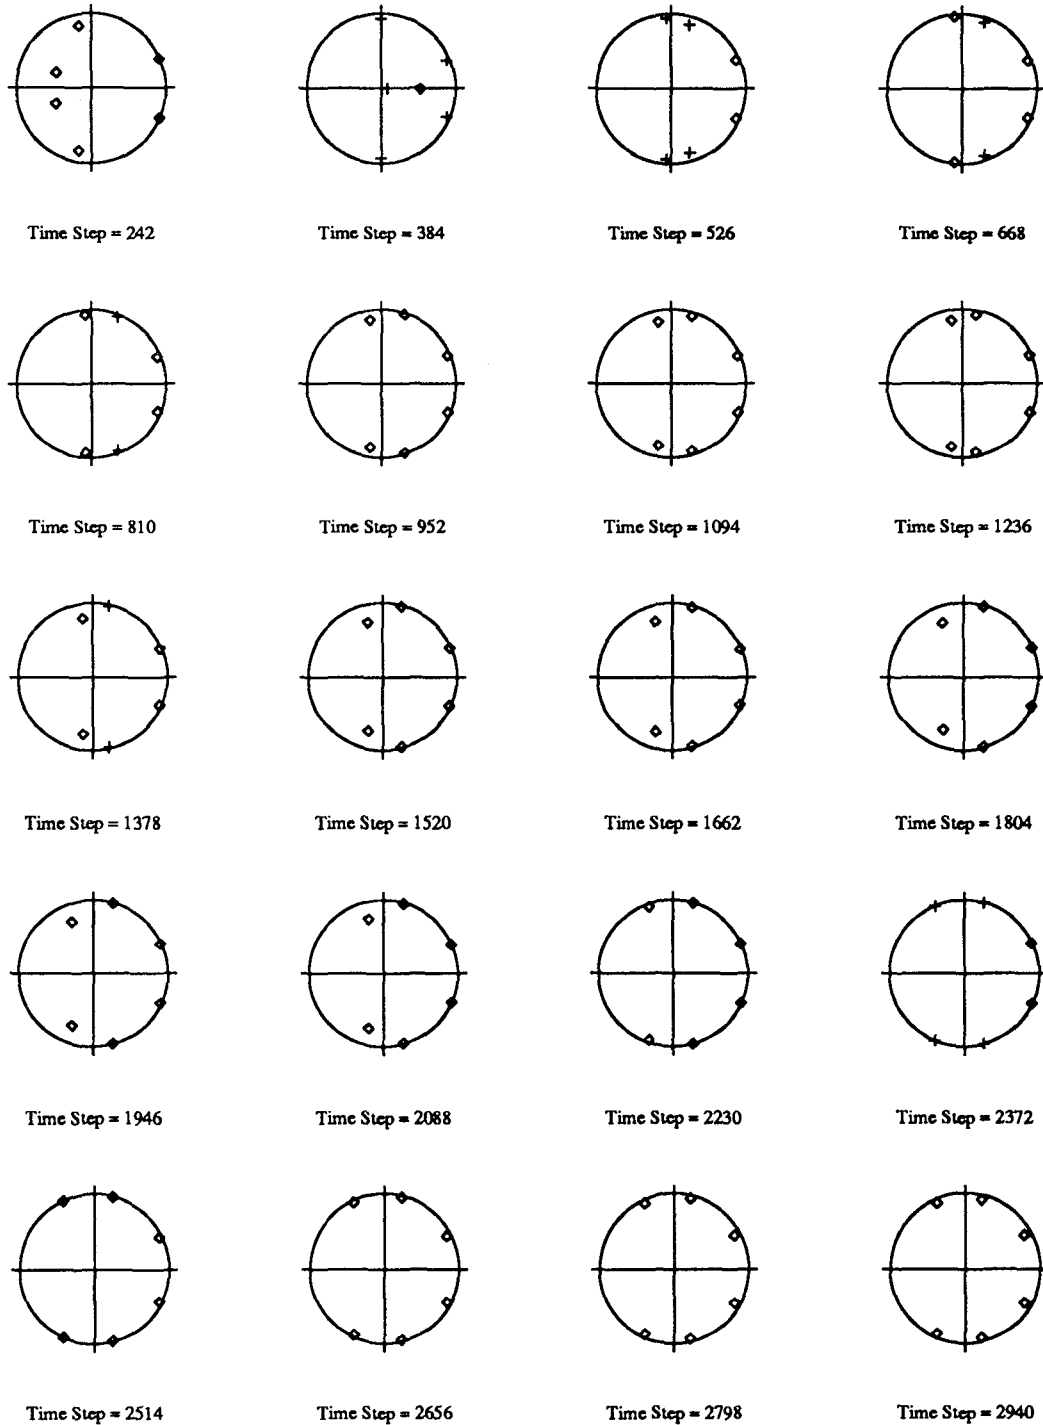 Time Step = 242 Time Step = 384 Time Step = 526 Time Step = 668
Time Step = 810 Time Step = 952 Time Step = 1094 Time Step = 1236
Time Step = 1378 Time Step = 1520 Time Step = 1662 Time Step = 1804
Time Step = 1946 Time Step = 2088 Time Step = 2230 Time Step = 2372
Time Step = 2514 Time Step = 2656 Time Step = 2798 Time Step = 2940